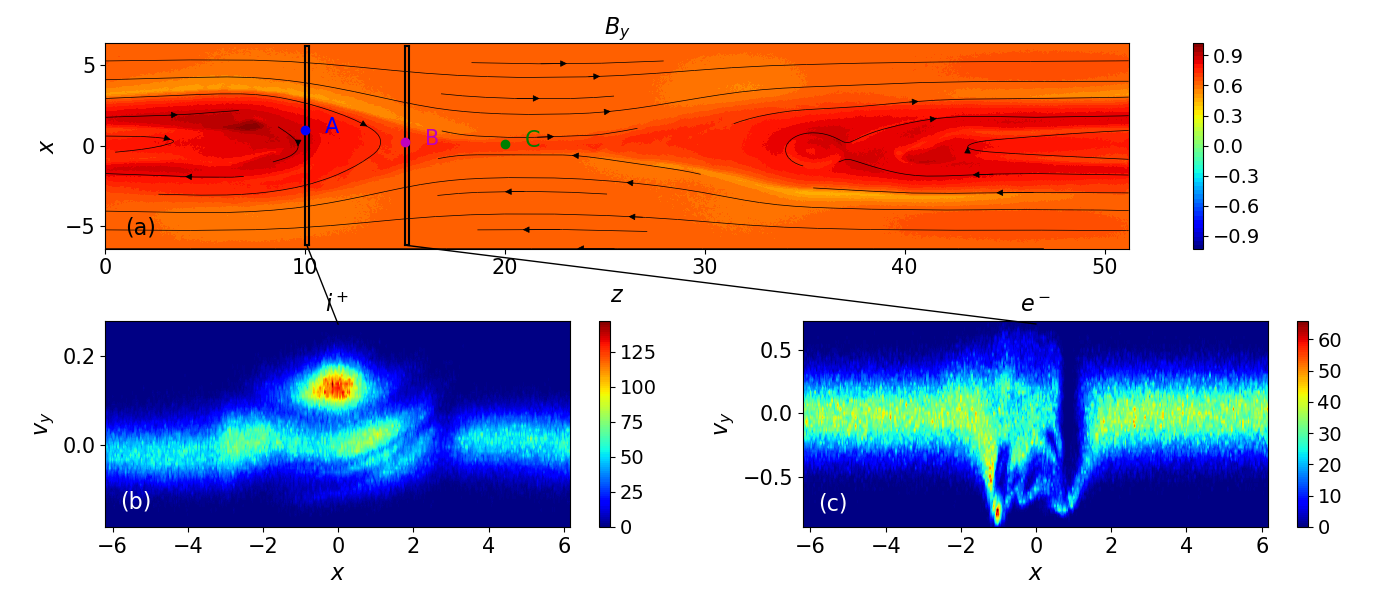 B_y
5
0
−5
x
A
B
C
(a)
0 10 20 30 40 50
z
0.9
0.6
0.3
0.0
−0.3
−0.6
−0.9
i^+
0.2
0.0
v_y
(b)
−6 −4 −2 0 2 4 6
x
125
100
75
50
25
0
e^-
0.5
0.0
−0.5
v_y
(c)
−6 −4 −2 0 2 4 6
x
60
50
40
30
20
10
0